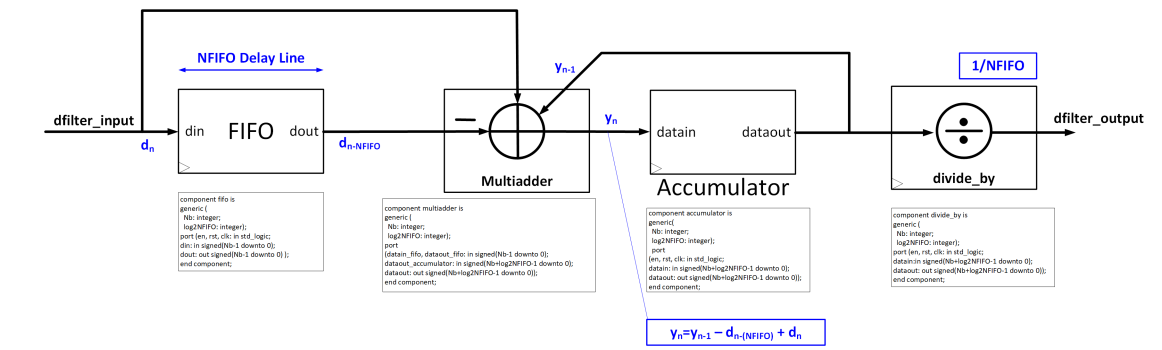 NFIFO Delay Line
1/NFIFO
yn-1
dfilter_input
din
FIFO
dout
yn
datain
dataout
dfilter_output
dn
dn-NFIFO
Multiadder
Accumulator
divide_by
component fifo is
generic (
Nb: integer;
log2NFIFO: integer);
port (en, rst, clk: in std_logic;
din: in signed(Nb-1 downto 0);
dout: out signed(Nb-1 downto 0) );
end component;
component multiadder is
generic (
Nb: integer;
log2NFIFO: integer);
port
(datain_fifo, dataout_fifo: in signed(Nb-1 downto 0);
dataout_accumulator: in signed(Nb+log2NFIFO-1 downto 0);
dataout: out signed(Nb+log2NFIFO-1 downto 0));
end component;
component accumulator is
generic(
Nb: integer;
log2NFIFO: integer);
port
(en, rst, clk: in std_logic;
datain: in signed(Nb+log2NFIFO-1 downto 0);
dataout: out signed(Nb+log2NFIFO-1 downto 0));
end component;
component divide_by is
generic (
Nb: integer;
log2NFIFO: integer);
port (en, rst, clk: in std_logic;
datain:in signed(Nb+log2NFIFO-1 downto 0);
dataout: out signed(Nb+log2NFIFO-1 downto 0));
end component;
yn=yn-1 – dn-(NFIFO) + dn